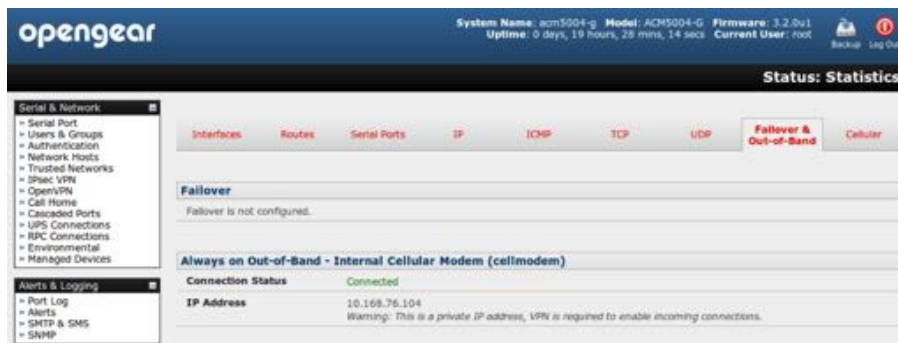 opengear
System Name: acm5004-g Model: ACM5004-G Firmware: 3.2.0u1
Uptime: 0 days, 19 hours, 28 mins, 14 secs Current User: root
Backup Log Out
Status: Statistics
Serial & Network
» Serial Port
» Users & Groups
» Authentication
» Network Hosts
» Trusted Networks
» IPsec VPN
» OpenVPN
» Call Home
» Cascaded Ports
» UPS Connections
» RPC Connections
» Environmental
» Managed Devices
Alerts & Logging
» Port Log
» Alerts
» SMTP & SMS
» SNMP
Interfaces Routes Serial Ports IP ICMP TCP UDP Failover & Out-of-Band Cellular
Failover
Failover is not configured.
Always on Out-of-Band - Internal Cellular Modem (cellmodem)
Connection Status Connected
IP Address 10.168.76.104
Warning: This is a private IP address, VPN is required to enable incoming connections.